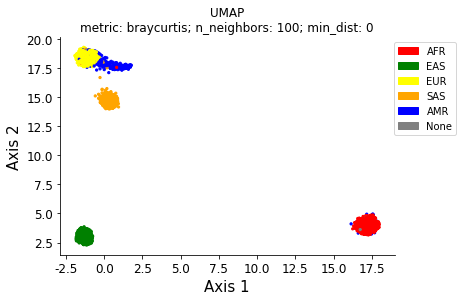 UMAP
metric: braycurtis; n_neighbors: 100; min_dist: 0
20.0
17.5
15.0
12.5
10.0
7.5
5.0
2.5
Axis 2
-2.5 0.0 2.5 5.0 7.5 10.0 12.5 15.0 17.5
Axis 1
AFR
EAS
EUR
SAS
AMR
None